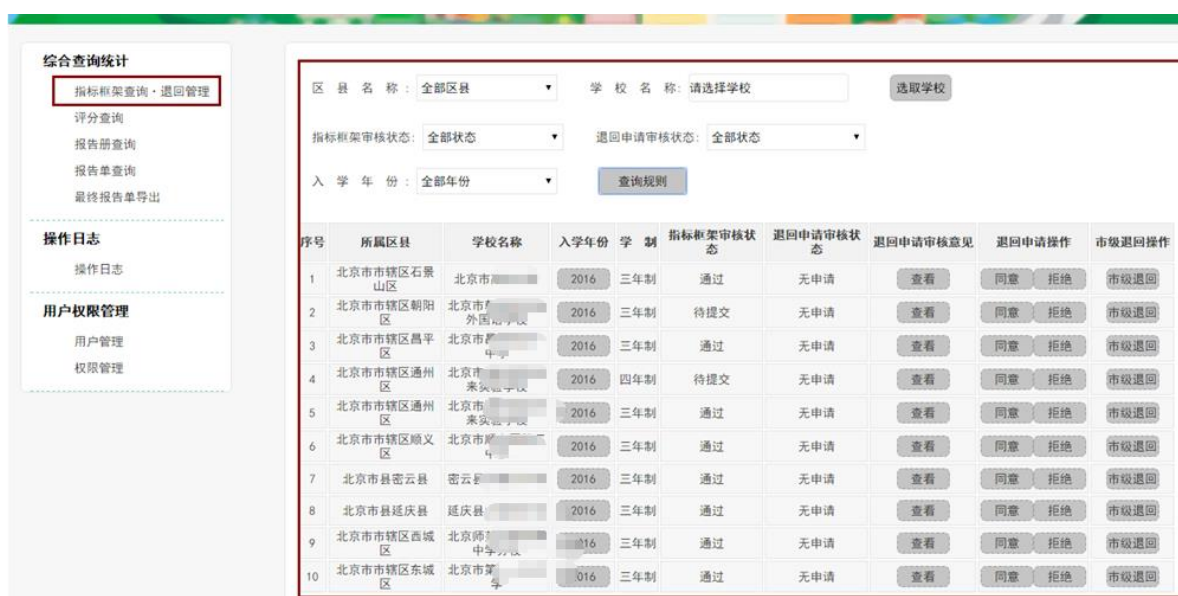 综合查询统计
指标框架查询·退回管理
评分查询
报告册查询
报告单查询
最终报告单导出
操作日志
操作日志
用户权限管理
用户管理
权限管理
区县名称： 全部区县 学校名称: 请选择学校 选取学校
指标框架审核状态: 全部状态 退回申请审核状态: 全部状态
入学年份： 全部年份 查询规则
序号 所属区县 学校名称 入学年份 学 制 指标框架审核状态 退回申请审核状态 退回申请审核意见 退回申请操作 市级退回操作
1 北京市市辖区石景山区 北京市 2016 三年制 通过 无申请 查看 同意 拒绝 市级退回
2 北京市市辖区朝阳区 北京市 2016 三年制 待提交 无申请 查看 同意 拒绝 市级退回
3 北京市市辖区昌平区 北京市 2016 三年制 通过 无申请 查看 同意 拒绝 市级退回
4 北京市市辖区通州区 北京市 2016 四年制 待提交 无申请 查看 同意 拒绝 市级退回
5 北京市市辖区通州区 北京市 2016 三年制 通过 无申请 查看 同意 拒绝 市级退回
6 北京市市辖区顺义区 北京市 2016 三年制 通过 无申请 查看 同意 拒绝 市级退回
7 北京市县密云县 密云县 2016 三年制 通过 无申请 查看 同意 拒绝 市级退回
8 北京市县延庆县 延庆县 2016 三年制 通过 无申请 查看 同意 拒绝 市级退回
9 北京市市辖区西城区 北京师 三年制 通过 无申请 查看 同意 拒绝 市级退回
10 北京市市辖区东城区 北京市第 三年制 通过 无申请 查看 同意 拒绝 市级退回